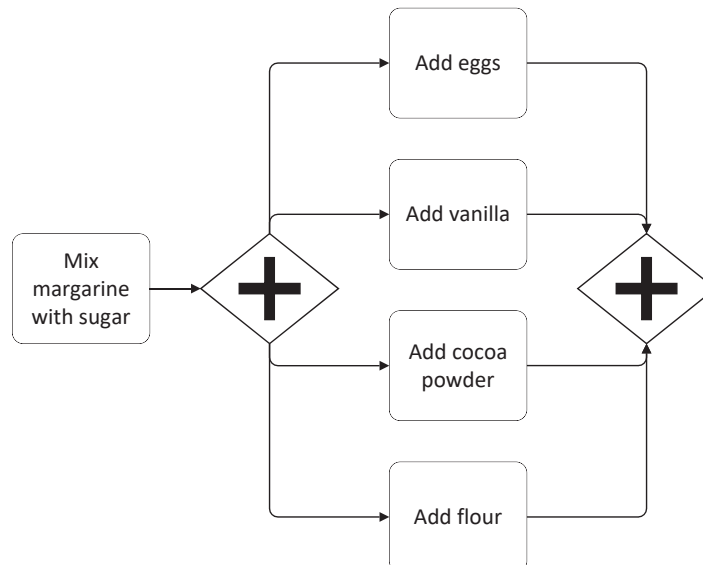 Add eggs
Add vanilla
Mix
margarine
with sugar
Add cocoa
powder
Add flour